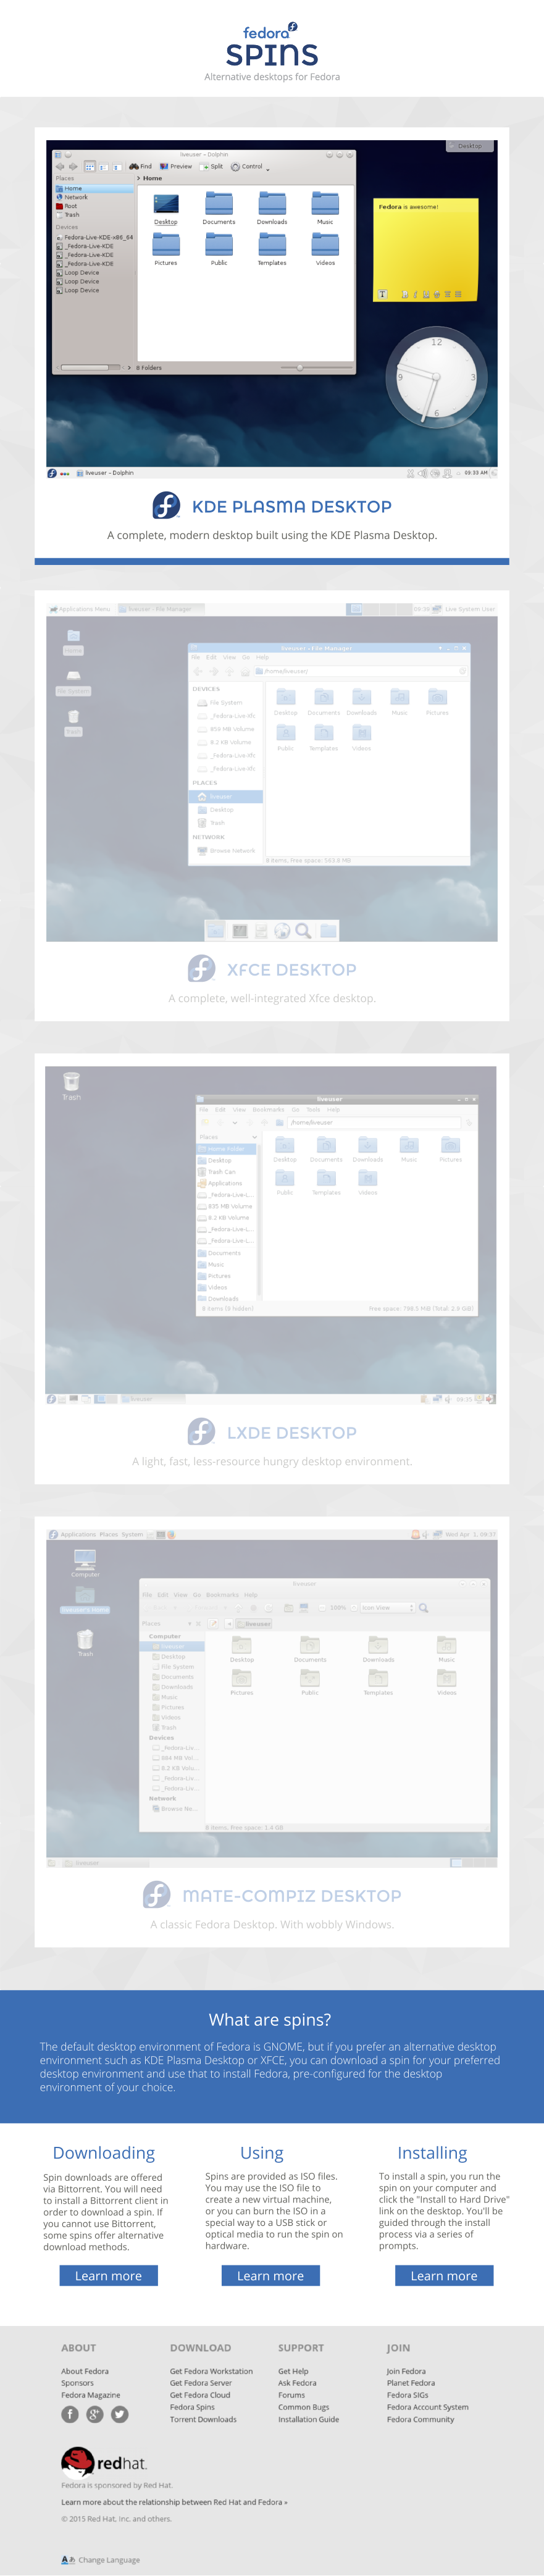 fedora
SPINS
Alternative desktops for Fedora
Desktop
liveuser – Dolphin
Find Preview Split Control
Places
Home
Network
Root
Trash
Devices
Fedora-Live-KDE-x86_64
_Fedora-Live-KDE
_Fedora-Live-KDE
_Fedora-Live-KDE
Loop Device
Loop Device
Loop Device
> Home
Desktop Documents Downloads Music
Pictures Public Templates Videos
8 Folders
Fedora is awesome!
12
3
6
9
liveuser – Dolphin
09:33 AM
KDE PLASMA DESKTOP
A complete, modern desktop built using the KDE Plasma Desktop.
Applications Menu liveuser - File Manager 09:38 Live System User
Home
File System
Trash
liveuser - File Manager
File Edit View Go Help
/home/liveuser/
DEVICES
File System
_Fedora-Live-Xfc
859 MB Volume
8.2 KB Volume
_Fedora-Live-Xfc
_Fedora-Live-Xfc
PLACES
liveuser
Desktop
Trash
NETWORK
Browse Network
Desktop Documents Downloads Music Pictures
Public Templates Videos
8 items, Free space: 563.8 MB
XFCE DESKTOP
A complete, well-integrated Xfce desktop.
Trash
liveuser
File Edit View Bookmarks Go Tools Help
/home/liveuser
Places
Home Folder
Desktop
Trash Can
Applications
_Fedora-Live-L...
835 MB Volume
8.2 KB Volume
_Fedora-Live-L...
_Fedora-Live-L...
Documents
Music
Pictures
Videos
Downloads
Desktop Documents Downloads Music Pictures
Public Templates Videos
8 items (5 hidden) Free space: 798.5 MiB (Total: 2.9 GiB)
liveuser
09:35
LXDE DESKTOP
A light, fast, less-resource hungry desktop environment.
Applications Places System Wed Apr 1, 09:37
Computer
liveuser's Home
Trash
liveuser
File Edit View Go Bookmarks Help
100% Icon View
Places
liveuser
Computer
liveuser
Desktop
File System
Documents
Downloads
Music
Pictures
Videos
Trash
Devices
_Fedora-Liv...
884 MB Vol...
8.2 KB Volu...
_Fedora-Liv...
_Fedora-Liv...
Network
Browse Ne...
Desktop Documents Downloads Music
Pictures Public Templates Videos
8 items, Free space: 1.4 GB
liveuser
MATE-COMPIZ DESKTOP
A classic Fedora Desktop. With wobbly Windows.
What are spins?
The default desktop environment of Fedora is GNOME, but if you prefer an alternative desktop
environment such as KDE Plasma Desktop or XFCE, you can download a spin for your preferred
desktop environment and use that to install Fedora, pre-configured for the desktop
environment of your choice.
Downloading
Spin downloads are offered
via Bittorrent. You will need
to install a Bittorrent client in
order to download a spin. If
you cannot use Bittorrent,
some spins offer alternative
download methods.
Learn more
Using
Spins are provided as ISO files.
You may use the ISO file to
create a new virtual machine,
or you can burn the ISO in a
special way to a USB stick or
optical media to run the spin on
hardware.
Learn more
Installing
To install a spin, you run the
spin on your computer and
click the "Install to Hard Drive"
link on the desktop. You'll be
guided through the install
process via a series of
prompts.
Learn more
ABOUT
About Fedora
Sponsors
Fedora Magazine
DOWNLOAD
Get Fedora Workstation
Get Fedora Server
Get Fedora Cloud
Fedora Spins
Torrent Downloads
SUPPORT
Get Help
Ask Fedora
Forums
Common Bugs
Installation Guide
JOIN
Join Fedora
Planet Fedora
Fedora SIGs
Fedora Account System
Fedora Community
redhat.
Fedora is sponsored by Red Hat.
Learn more about the relationship between Red Hat and Fedora »
© 2015 Red Hat, Inc. and others.
Change Language